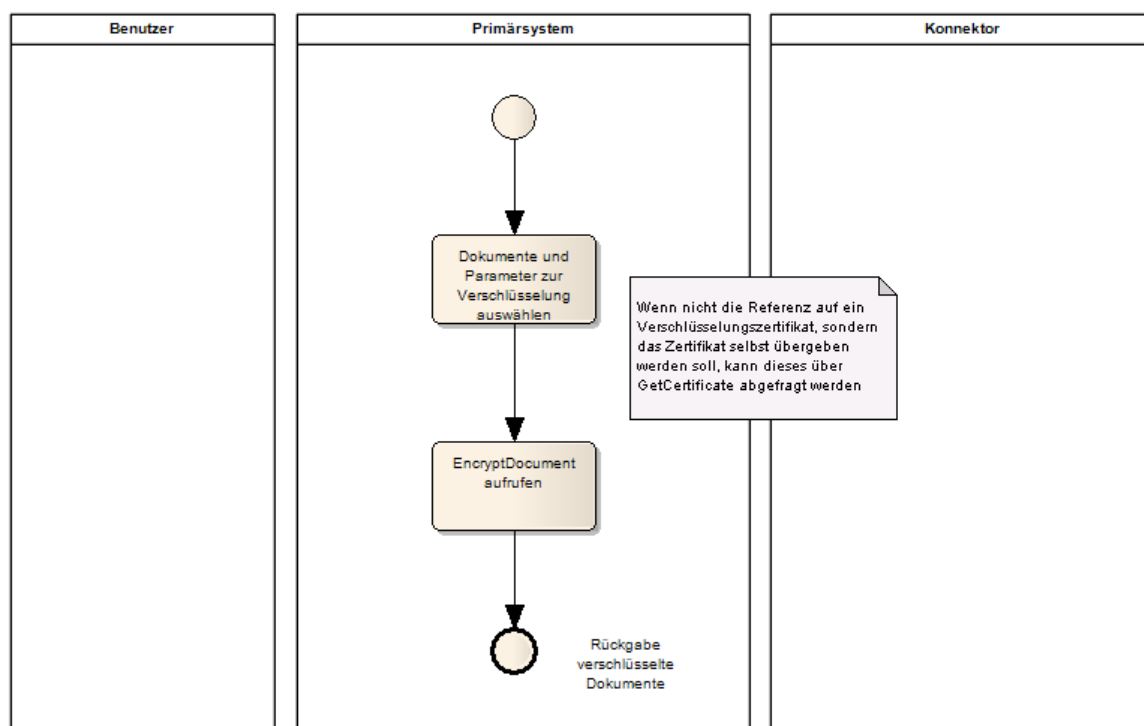 Benutzer
Primärsystem
Konnektor
Dokumente und
Parameter zur
Verschlüsselung
auswählen
Wenn nicht die Referenz auf ein
Verschlüsselungszertifikat, sondern
das Zertifikat selbst übergeben
werden soll, kann dieses über
GetCertificate abgefragt werden
EncryptDocument
aufrufen
Rückgabe
verschlüsselte
Dokumente